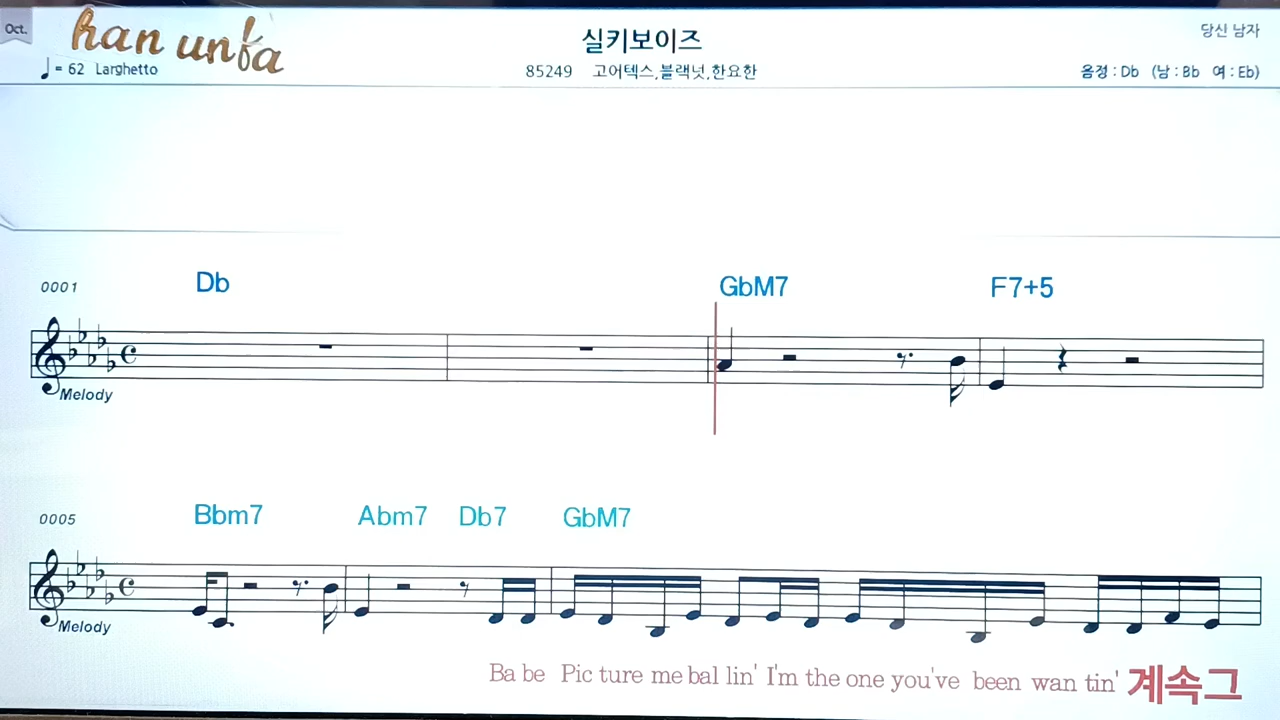 Oct.
han unfa
실키보이즈
당신 남자
= 62 Larghetto
85249 고어텍스,블랙넛,한요한
음정 : Db (남 : Bb 여 : Eb)
0001
Db GbM7 F7+5
Melody
0005
Bbm7 Abm7 Db7 GbM7
Melody
Ba be Pic ture me bal lin' I'm the one you've been wan tin' 계속그